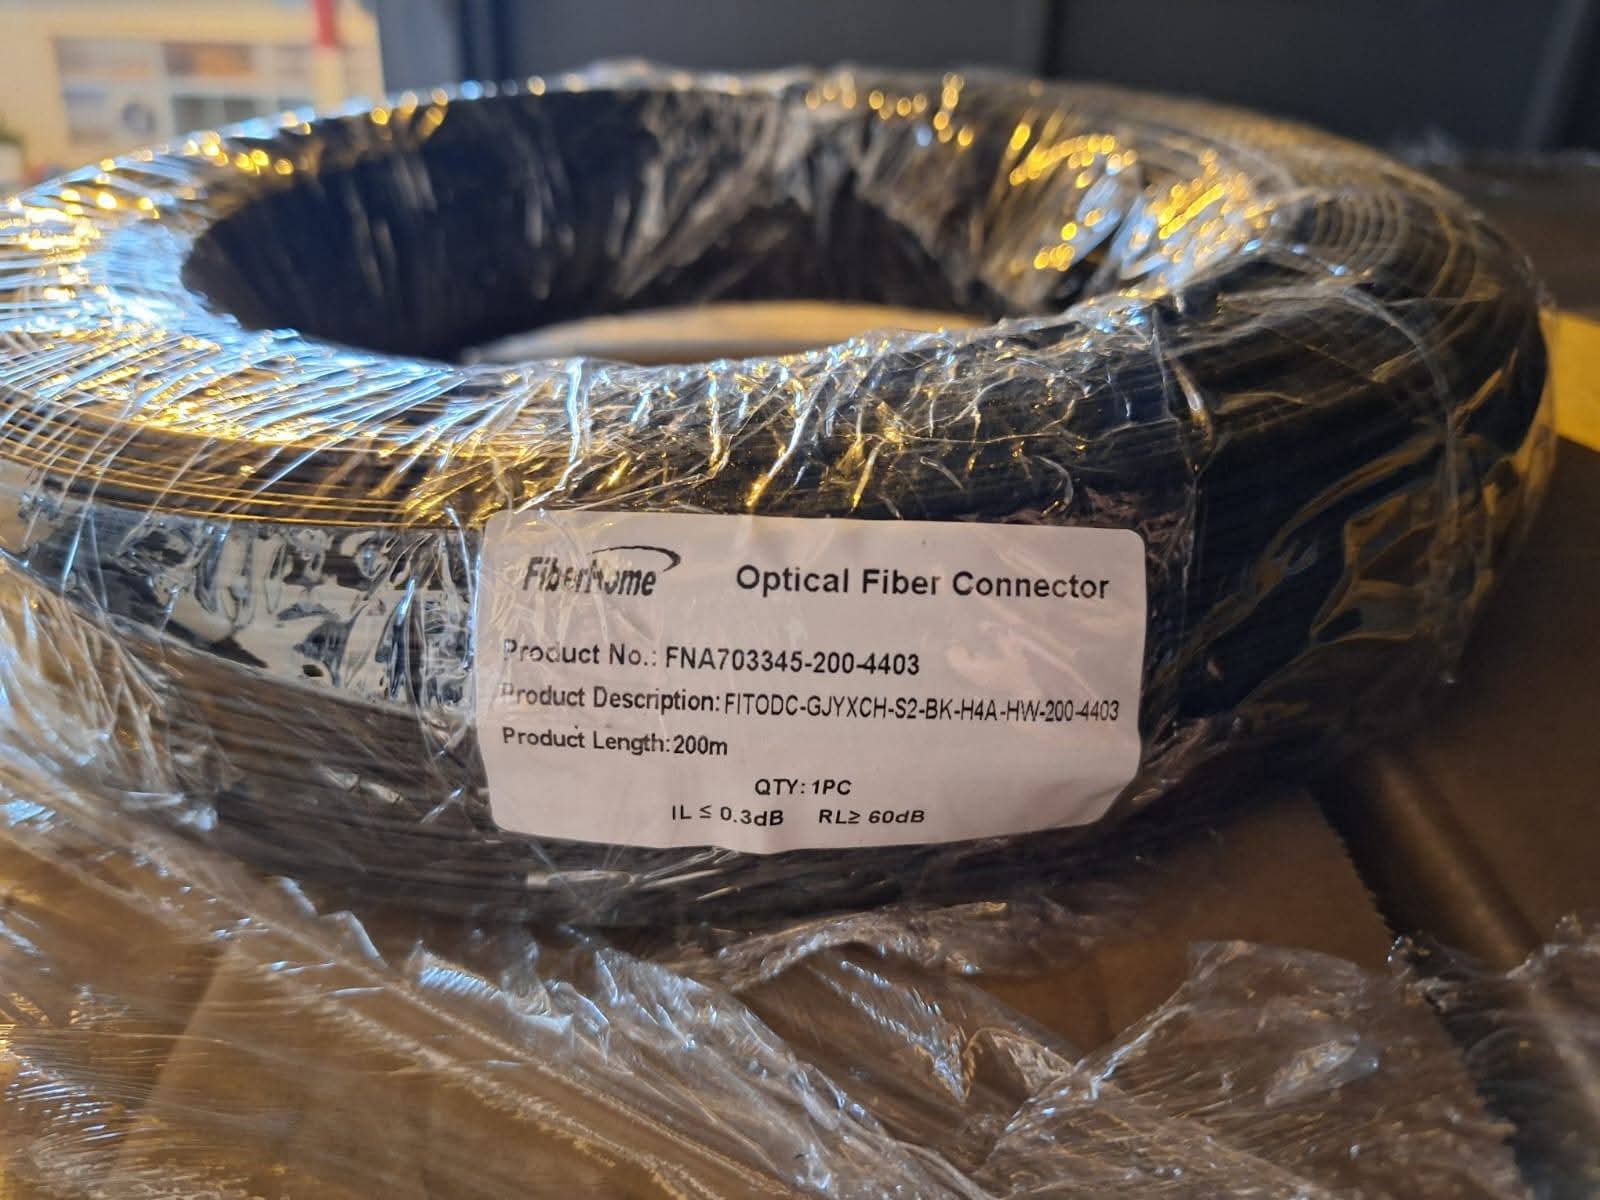 FiberHome
Optical Fiber Connector
Product No.: FNA703345-200-4403
Product Description: FITODC-GJYXCH-S2-BK-H4A-HW-200-4403
Product Length:200m
QTY: 1PC
IL ≤ 0.3dB RL≥ 60dB